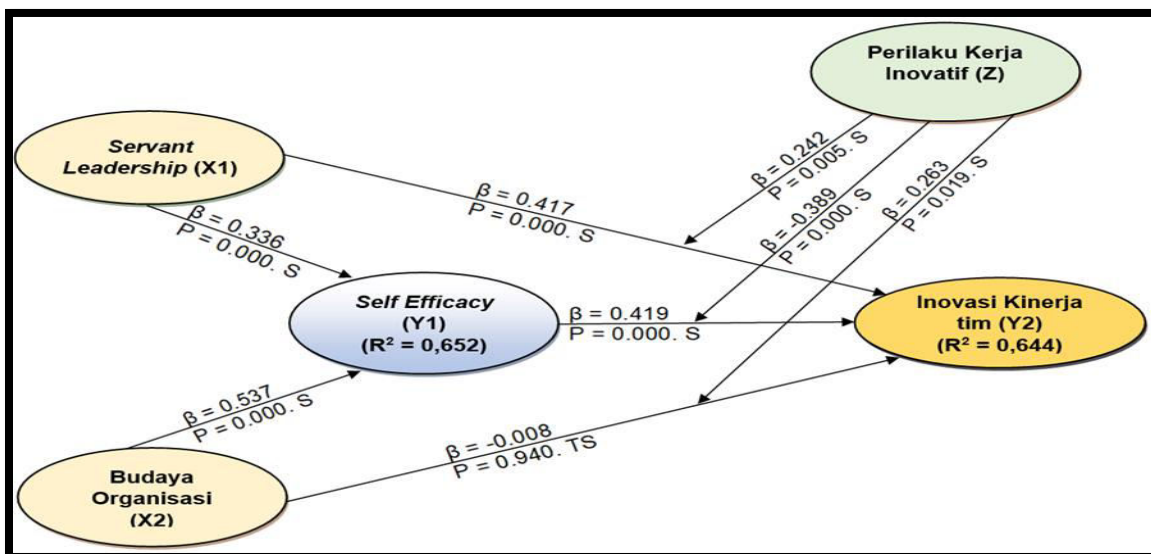 Perilaku Kerja
Inovatif (Z)
Servant
Leadership (X1)
β = 0.242
P = 0.005. S
β = -0.389
P = 0.000. S
β = 0.263
P = 0.019. S
β = 0.417
P = 0.000. S
β = 0.336
P = 0.000. S
Self Efficacy
(Y1)
(R² = 0,652)
β = 0.419
P = 0.000. S
Inovasi Kinerja
tim (Y2)
(R² = 0,644)
β = 0.537
P = 0.000. S
β = -0.008
P = 0.940. TS
Budaya
Organisasi
(X2)